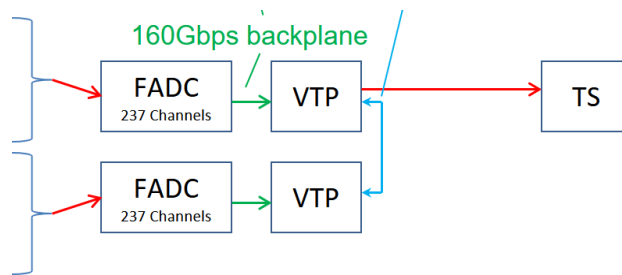 160Gbps backplane
FADC
237 Channels
VTP
TS
FADC
237 Channels
VTP